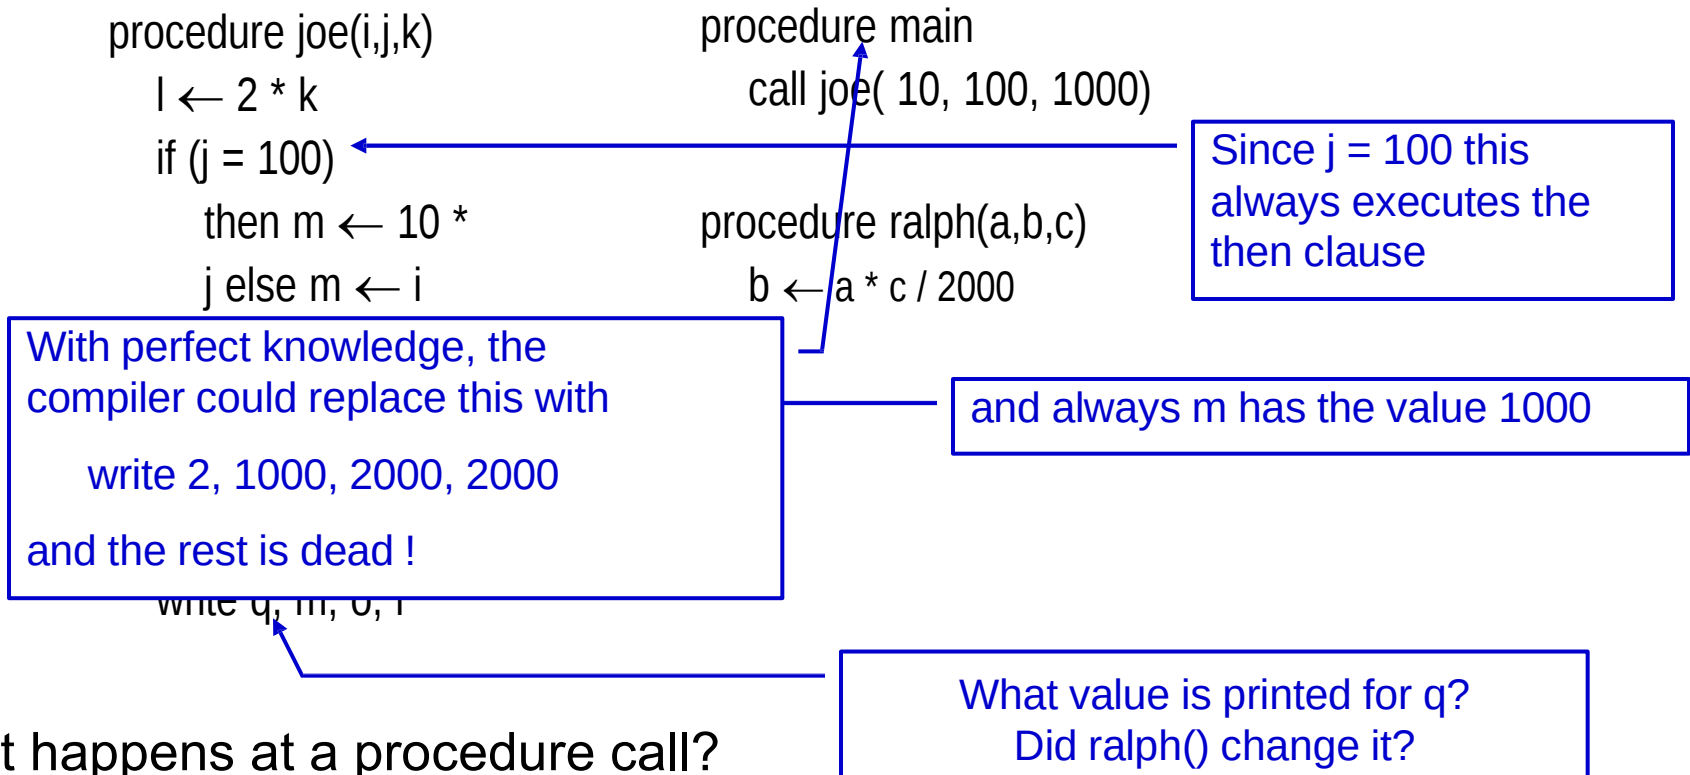 procedure joe(i,j,k)
l ← 2 * k
if (j = 100)
then m ← 10 *
j else m ← i
procedure main
call joe( 10, 100, 1000)
procedure ralph(a,b,c)
b ← a * c / 2000
Since j = 100 this
always executes the
then clause
With perfect knowledge, the
compiler could replace this with
write 2, 1000, 2000, 2000
and the rest is dead !
and always m has the value 1000
write q, m, o,
What value is printed for q?
Did ralph() change it?
happens at a procedure call?